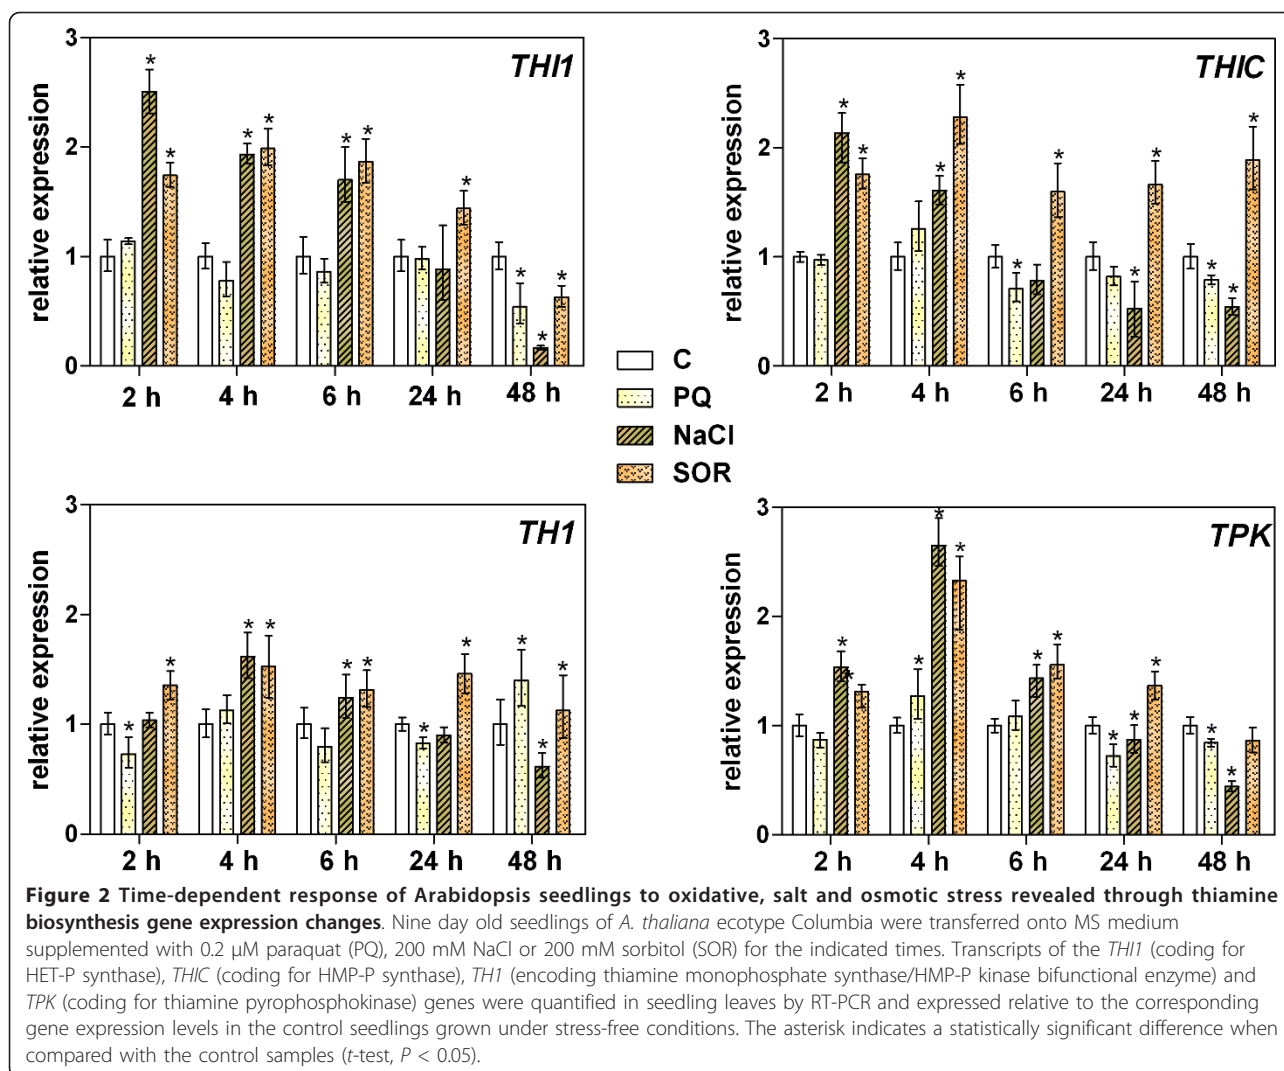 THI1
relative expression
3
2
1
0
2 h 4 h 6 h 24 h 48 h
THIC
relative expression
3
2
1
0
2 h 4 h 6 h 24 h 48 h
C
PQ
NaCl
SOR
TH1
relative expression
3
2
1
0
2 h 4 h 6 h 24 h 48 h
TPK
relative expression
3
2
1
0
2 h 4 h 6 h 24 h 48 h
Figure 2 Time-dependent response of Arabidopsis seedlings to oxidative, salt and osmotic stress revealed through thiamine
biosynthesis gene expression changes. Nine day old seedlings of A. thaliana ecotype Columbia were transferred onto MS medium
supplemented with 0.2 μM paraquat (PQ), 200 mM NaCl or 200 mM sorbitol (SOR) for the indicated times. Transcripts of the THI1 (coding for
HET-P synthase), THIC (coding for HMP-P synthase), TH1 (encoding thiamine monophosphate synthase/HMP-P kinase bifunctional enzyme) and
TPK (coding for thiamine pyrophosphokinase) genes were quantified in seedling leaves by RT-PCR and expressed relative to the corresponding
gene expression levels in the control seedlings grown under stress-free conditions. The asterisk indicates a statistically significant difference when
compared with the control samples (t-test, P < 0.05).